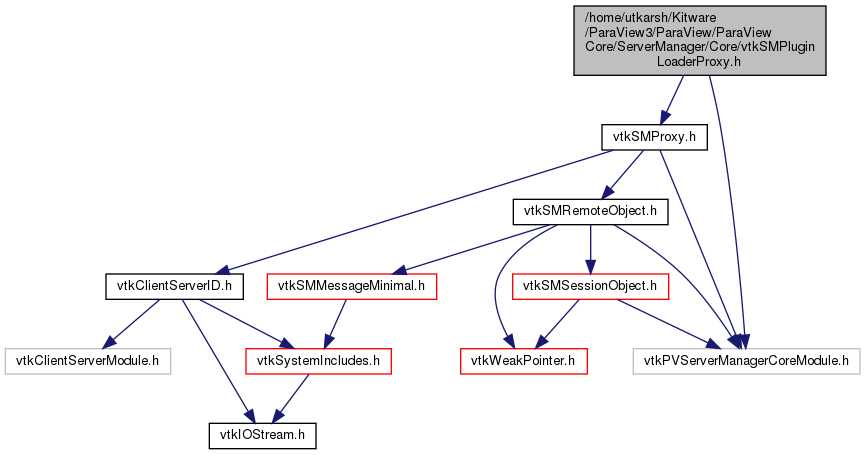 /home/utkarsh/Kitware
/ParaView3/ParaView/ParaView
Core/ServerManager/Core/vtkSMPlugin
LoaderProxy.h
vtkSMProxy.h
vtkSMRemoteObject.h
vtkClientServerID.h
vtkSMMessageMinimal.h
vtkSMSessionObject.h
vtkClientServerModule.h
vtkSystemIncludes.h
vtkWeakPointer.h
vtkPVServerManagerCoreModule.h
vtkIOStream.h